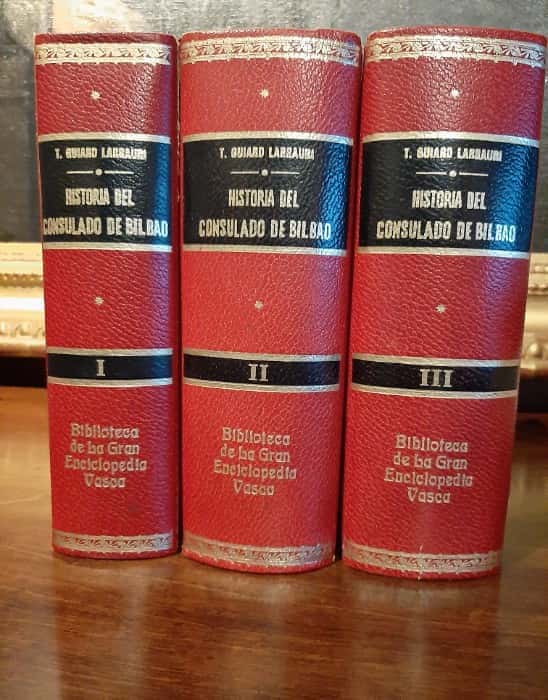 T. GUIARD LARRAURI
HISTORIA DEL
CONSULADO DE BILBAO
I
Biblioteca
de La Gran
Enciclopedia
Vasca
T. GUIARD LARRAURI
HISTORIA DEL
CONSULADO DE BILBAO
II
Biblioteca
de La Gran
Enciclopedia
Vasca
T. GUIARD LARRAURI
HISTORIA DEL
CONSULADO DE BILBAO
III
Biblioteca
de La Gran
Enciclopedia
Vasca